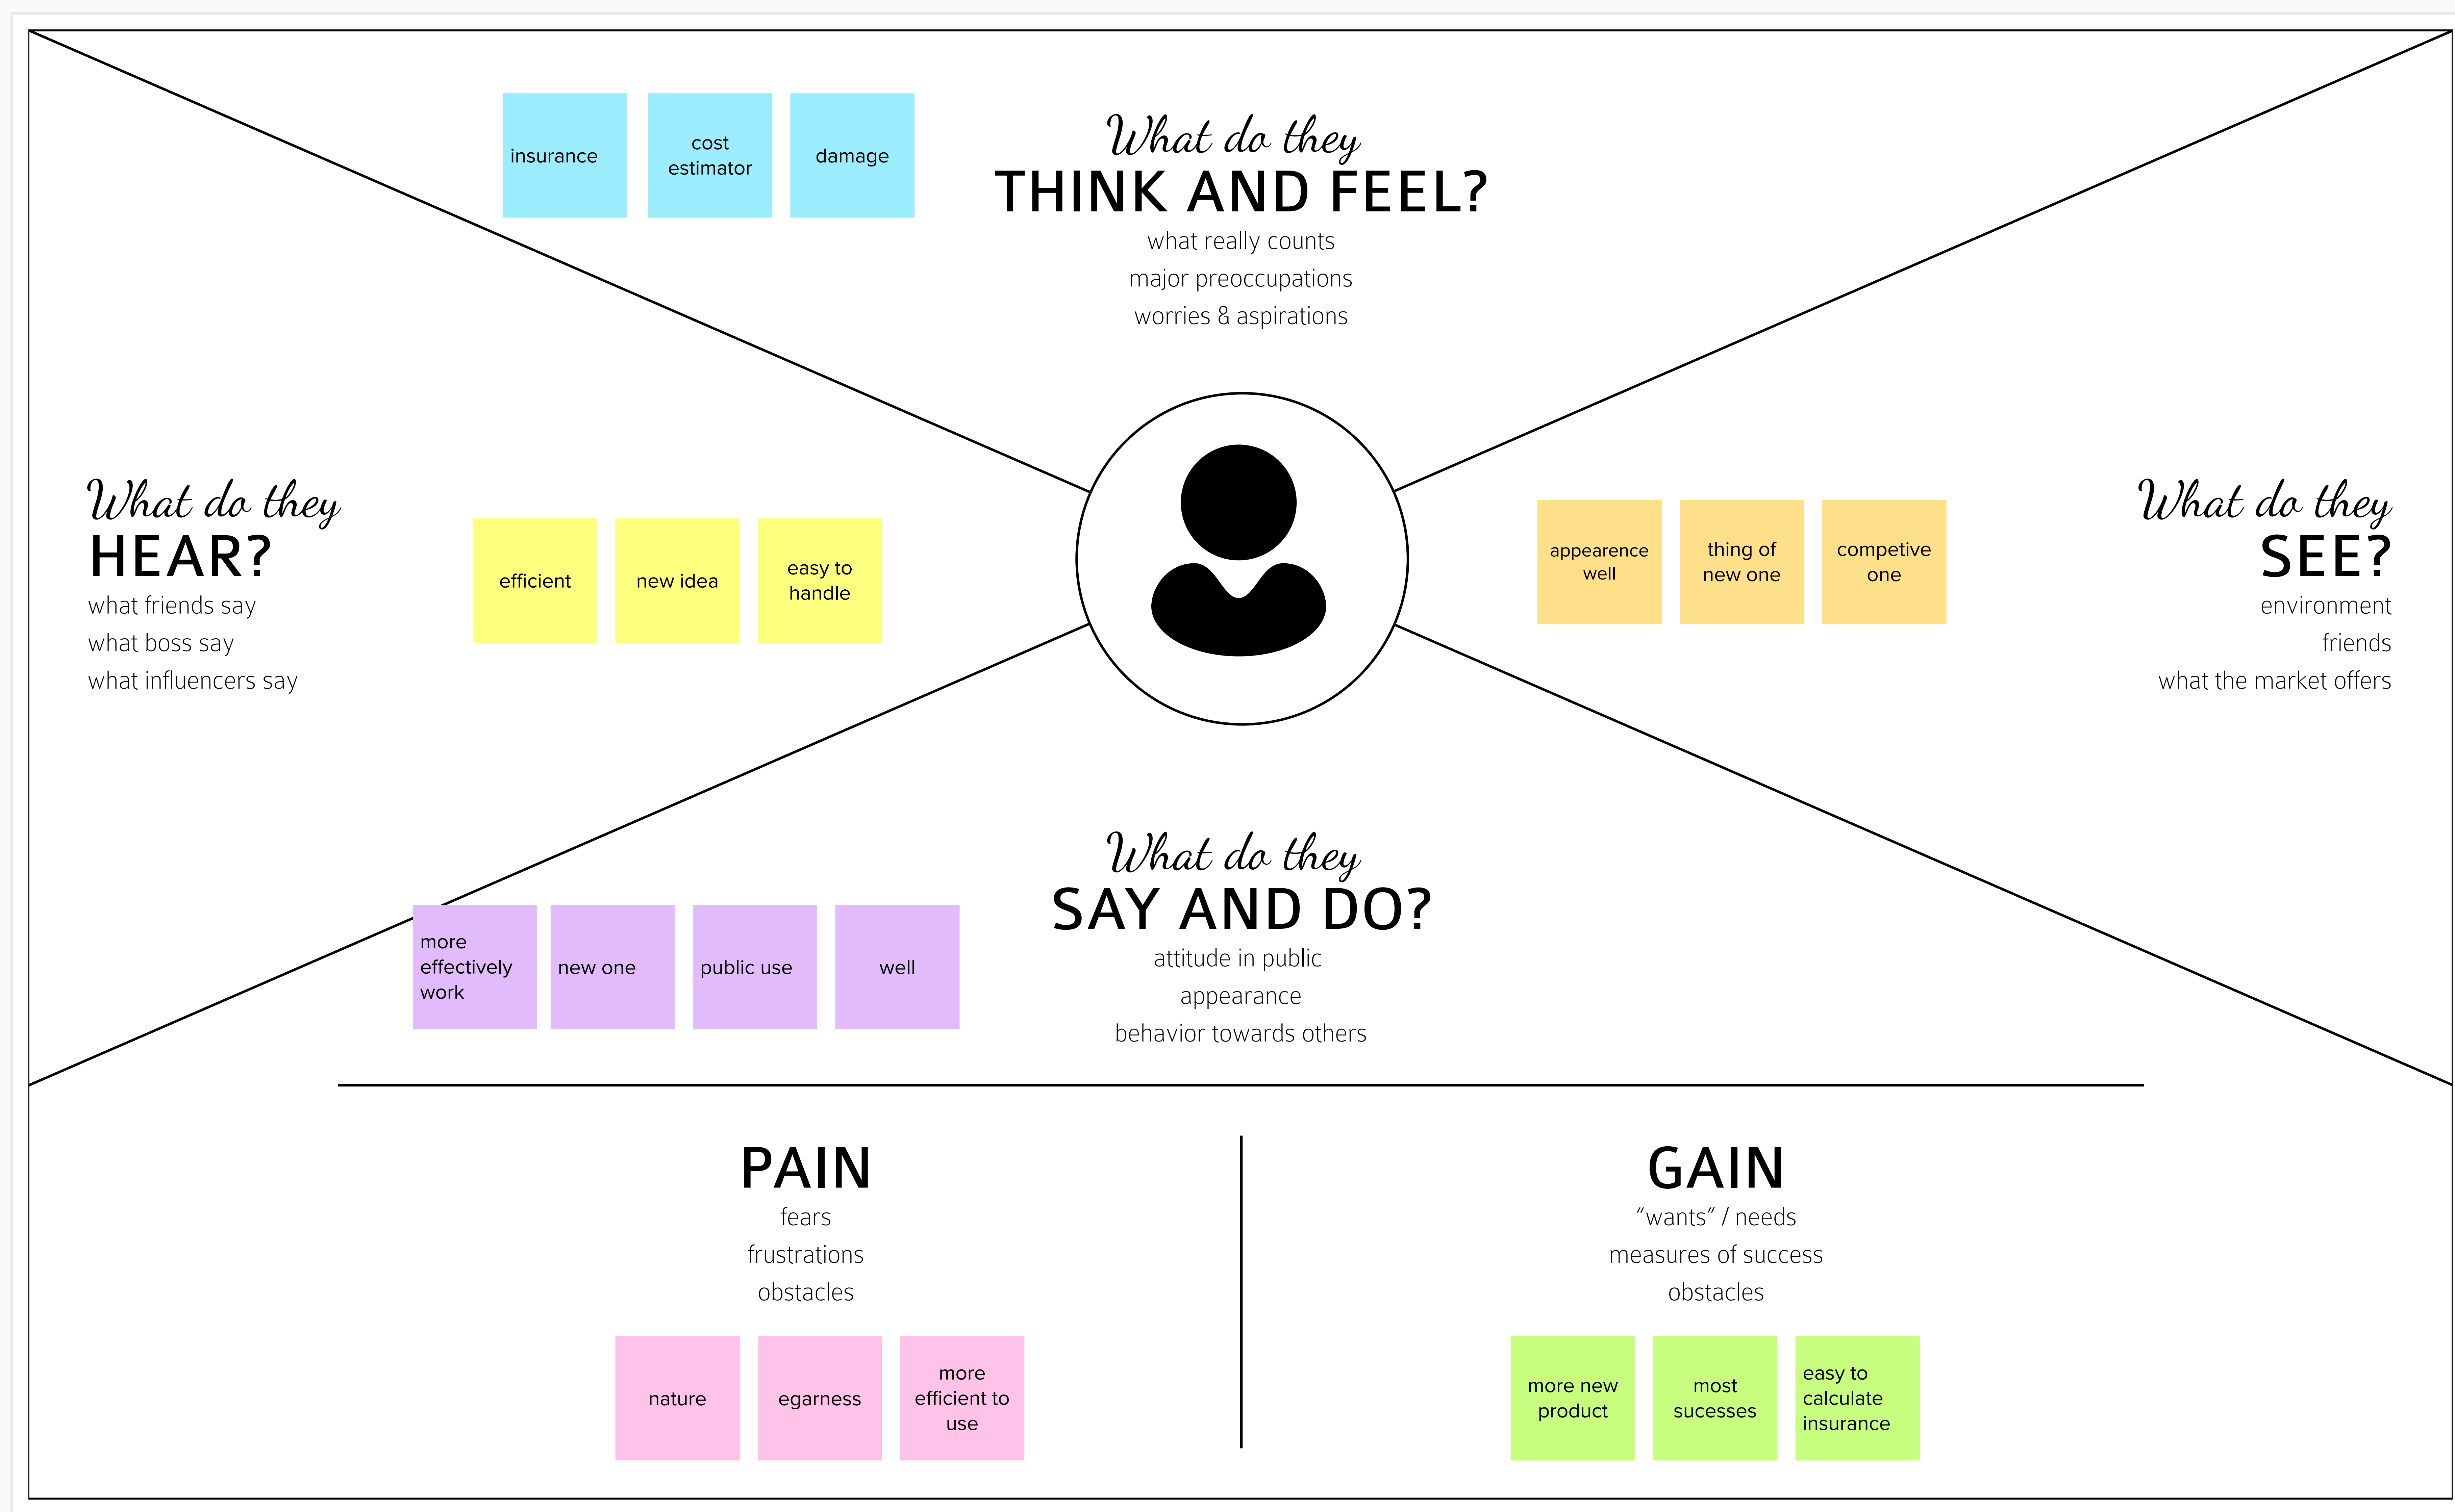 insurance
cost
estimator
damage
What do they
THINK AND FEEL?
what really counts
major preoccupations
worries & aspirations
What do they
HEAR?
what friends say
what boss say
what influencers say
efficient
new idea
easy to
handle
appearence
well
thing of
new one
competive
one
What do they
SEE?
environment
friends
what the market offers
What do they
SAY AND DO?
attitude in public
appearance
behavior towards others
more
effectively
work
new one
public use
well
PAIN
fears
frustrations
obstacles
nature
egarness
more
efficient to
use
GAIN
“wants” / needs
measures of success
obstacles
more new
product
most
sucesses
easy to
calculate
insurance